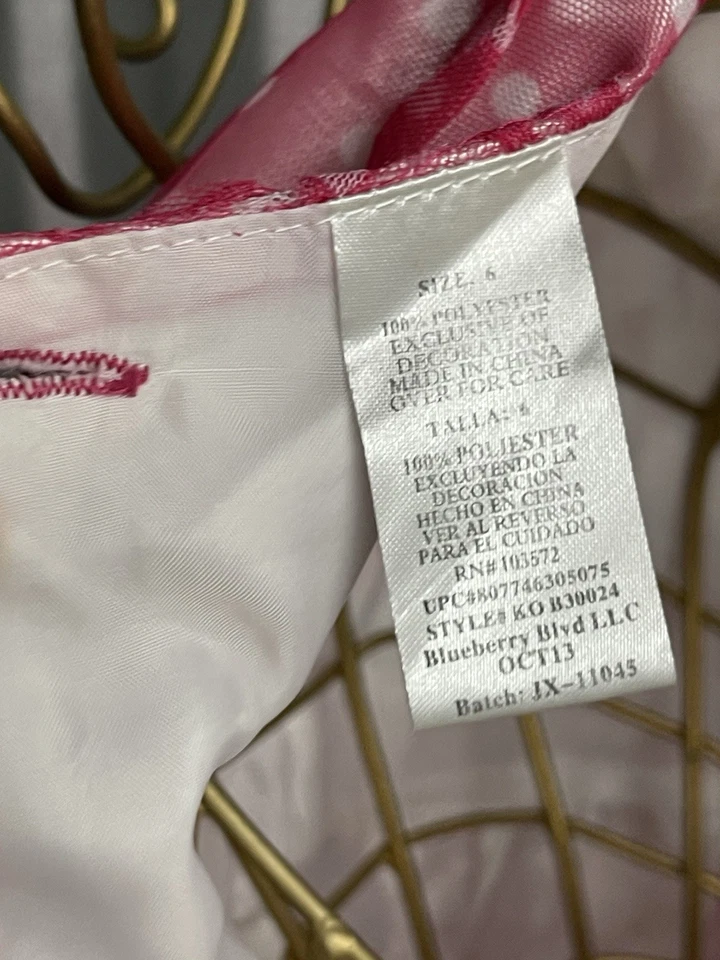 SIZE: 6
100% POLYESTER
EXCLUSIVE OF
DECORATION
MADE IN CHINA
OVER FOR CARE
TALLA: 6
100% POLIESTER
EXCLUYENDO LA
DECORACION
HECHO EN CHINA
VER AL REVERSO
PARA EL CUIDADO
RN# 103572
UPC#807746305075
STYLE# KO B30024
Blueberry Blvd LLC
OCT13
Batch: JX-11045